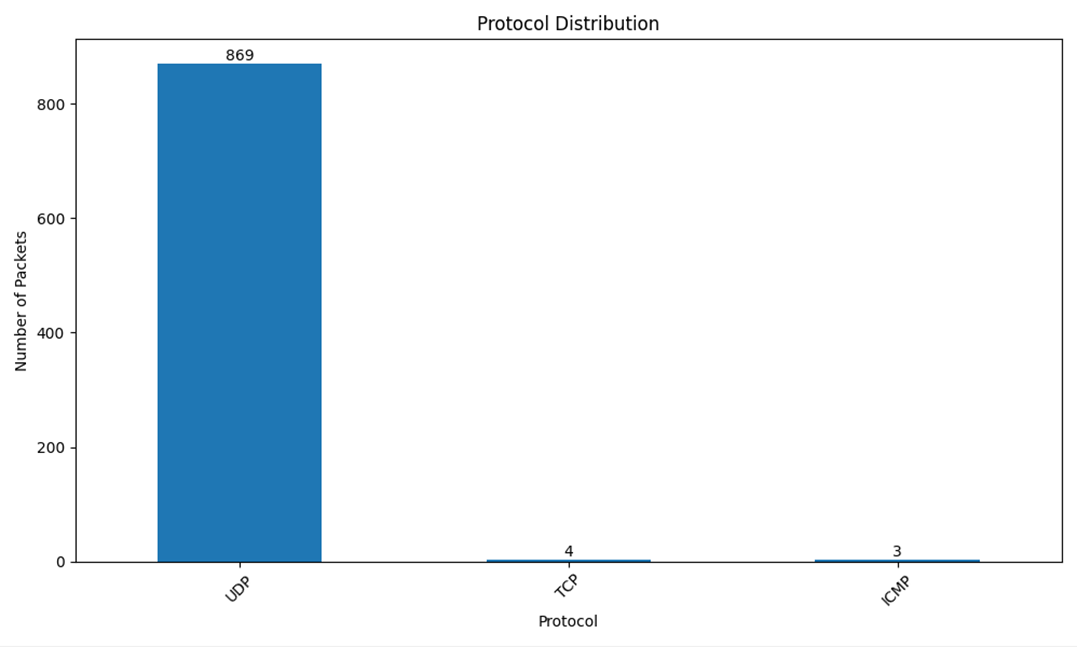 Protocol Distribution
869
800
600
400
200
0
4
3
Number of Packets
UDP
TCP
ICMP
Protocol